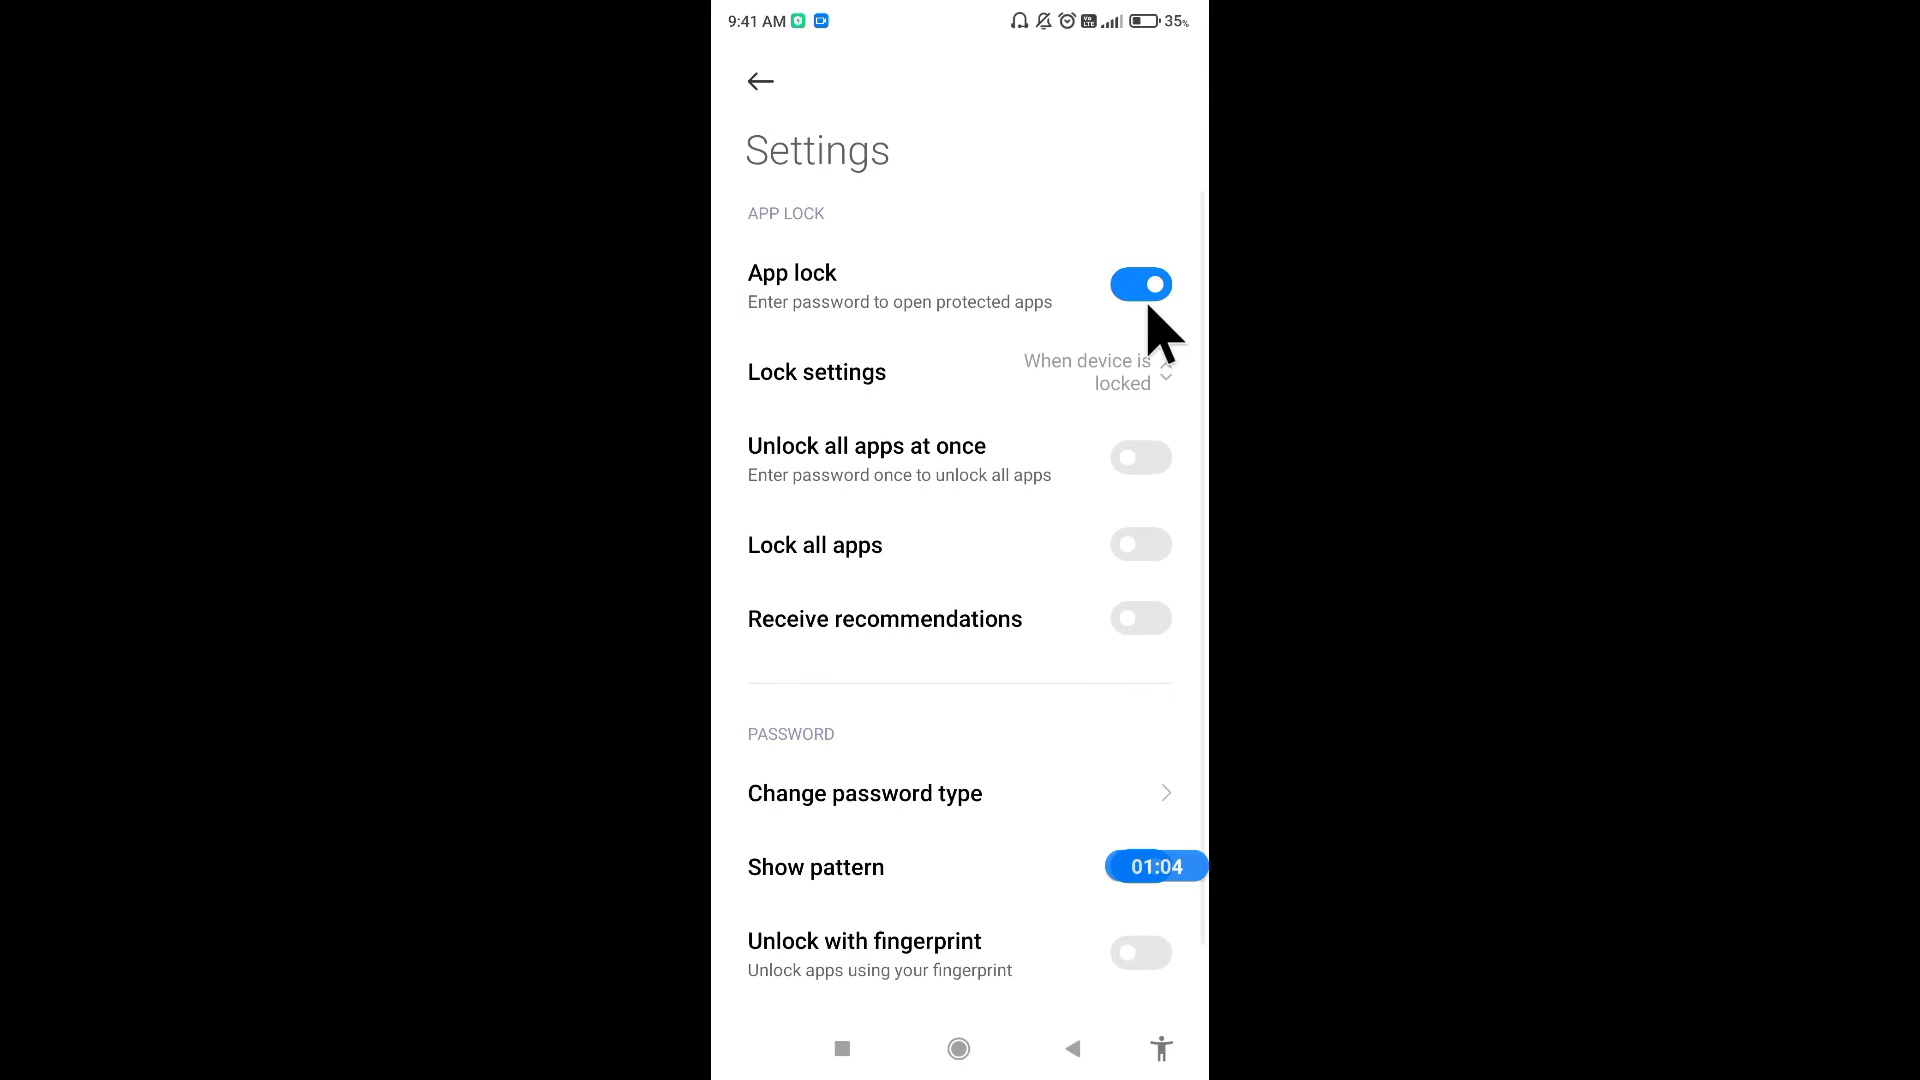 9:41 AM
35%
Settings
APP LOCK
App lock
Enter password to open protected apps
Lock settings
When device is
locked
Unlock all apps at once
Enter password once to unlock all apps
Lock all apps
Receive recommendations
PASSWORD
Change password type
Show pattern
01:04
Unlock with fingerprint
Unlock apps using your fingerprint